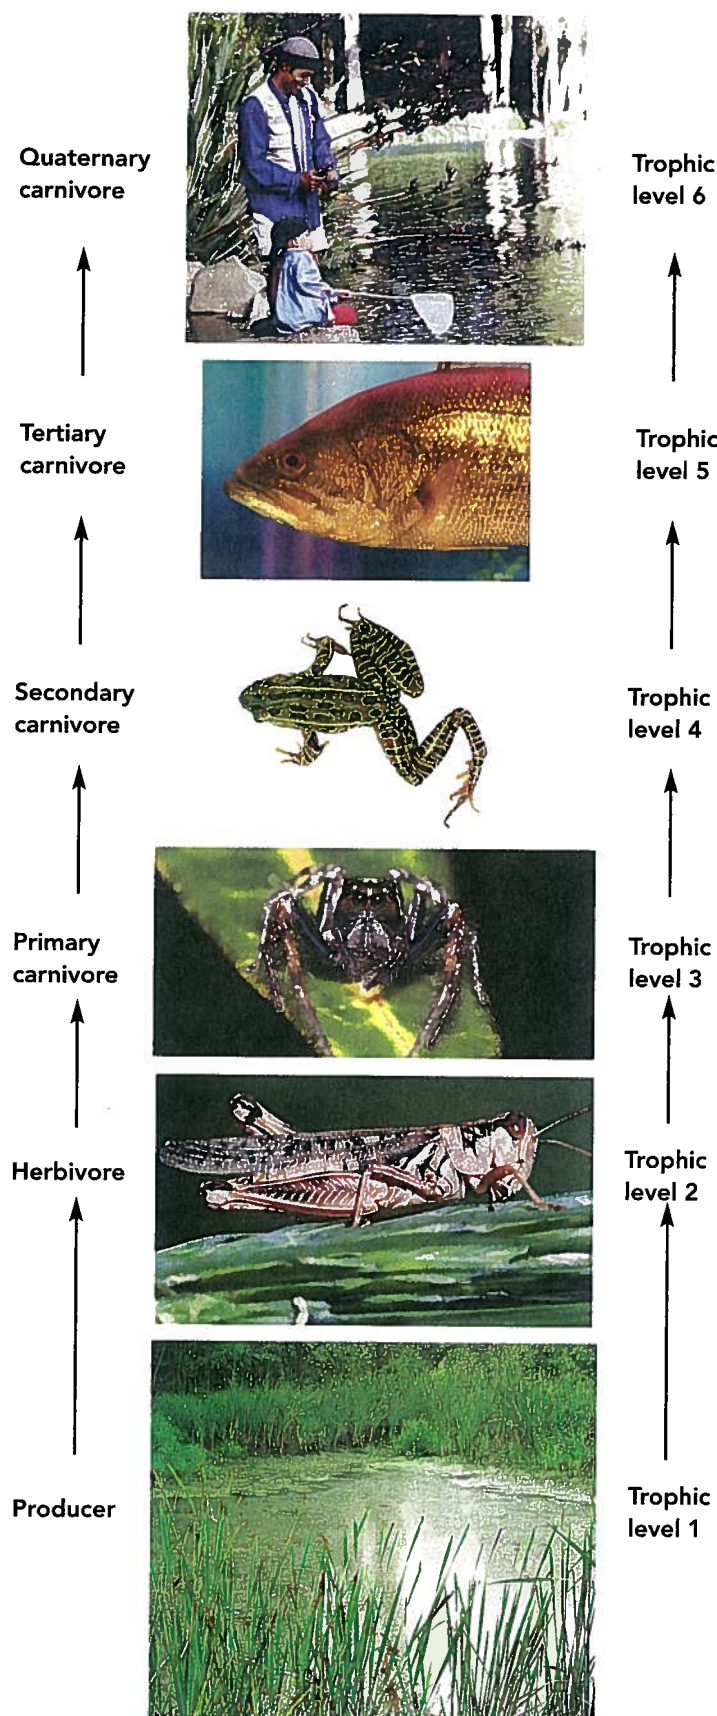 Quaternary
carnivore
Trophic
level 6
Tertiary
carnivore
Trophic
level 5
Secondary
carnivore
Trophic
level 4
Primary
carnivore
Trophic
level 3
Herbivore
Trophic
level 2
Producer
Trophic
level 1